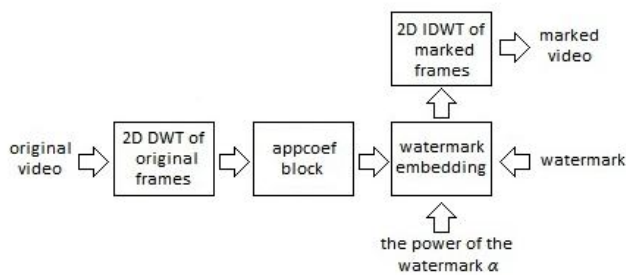 2D IDWT of
marked
frames
marked
video
original
video
2D DWT of
original
frames
appcoef
block
watermark
embedding
watermark
the power of the
watermark α